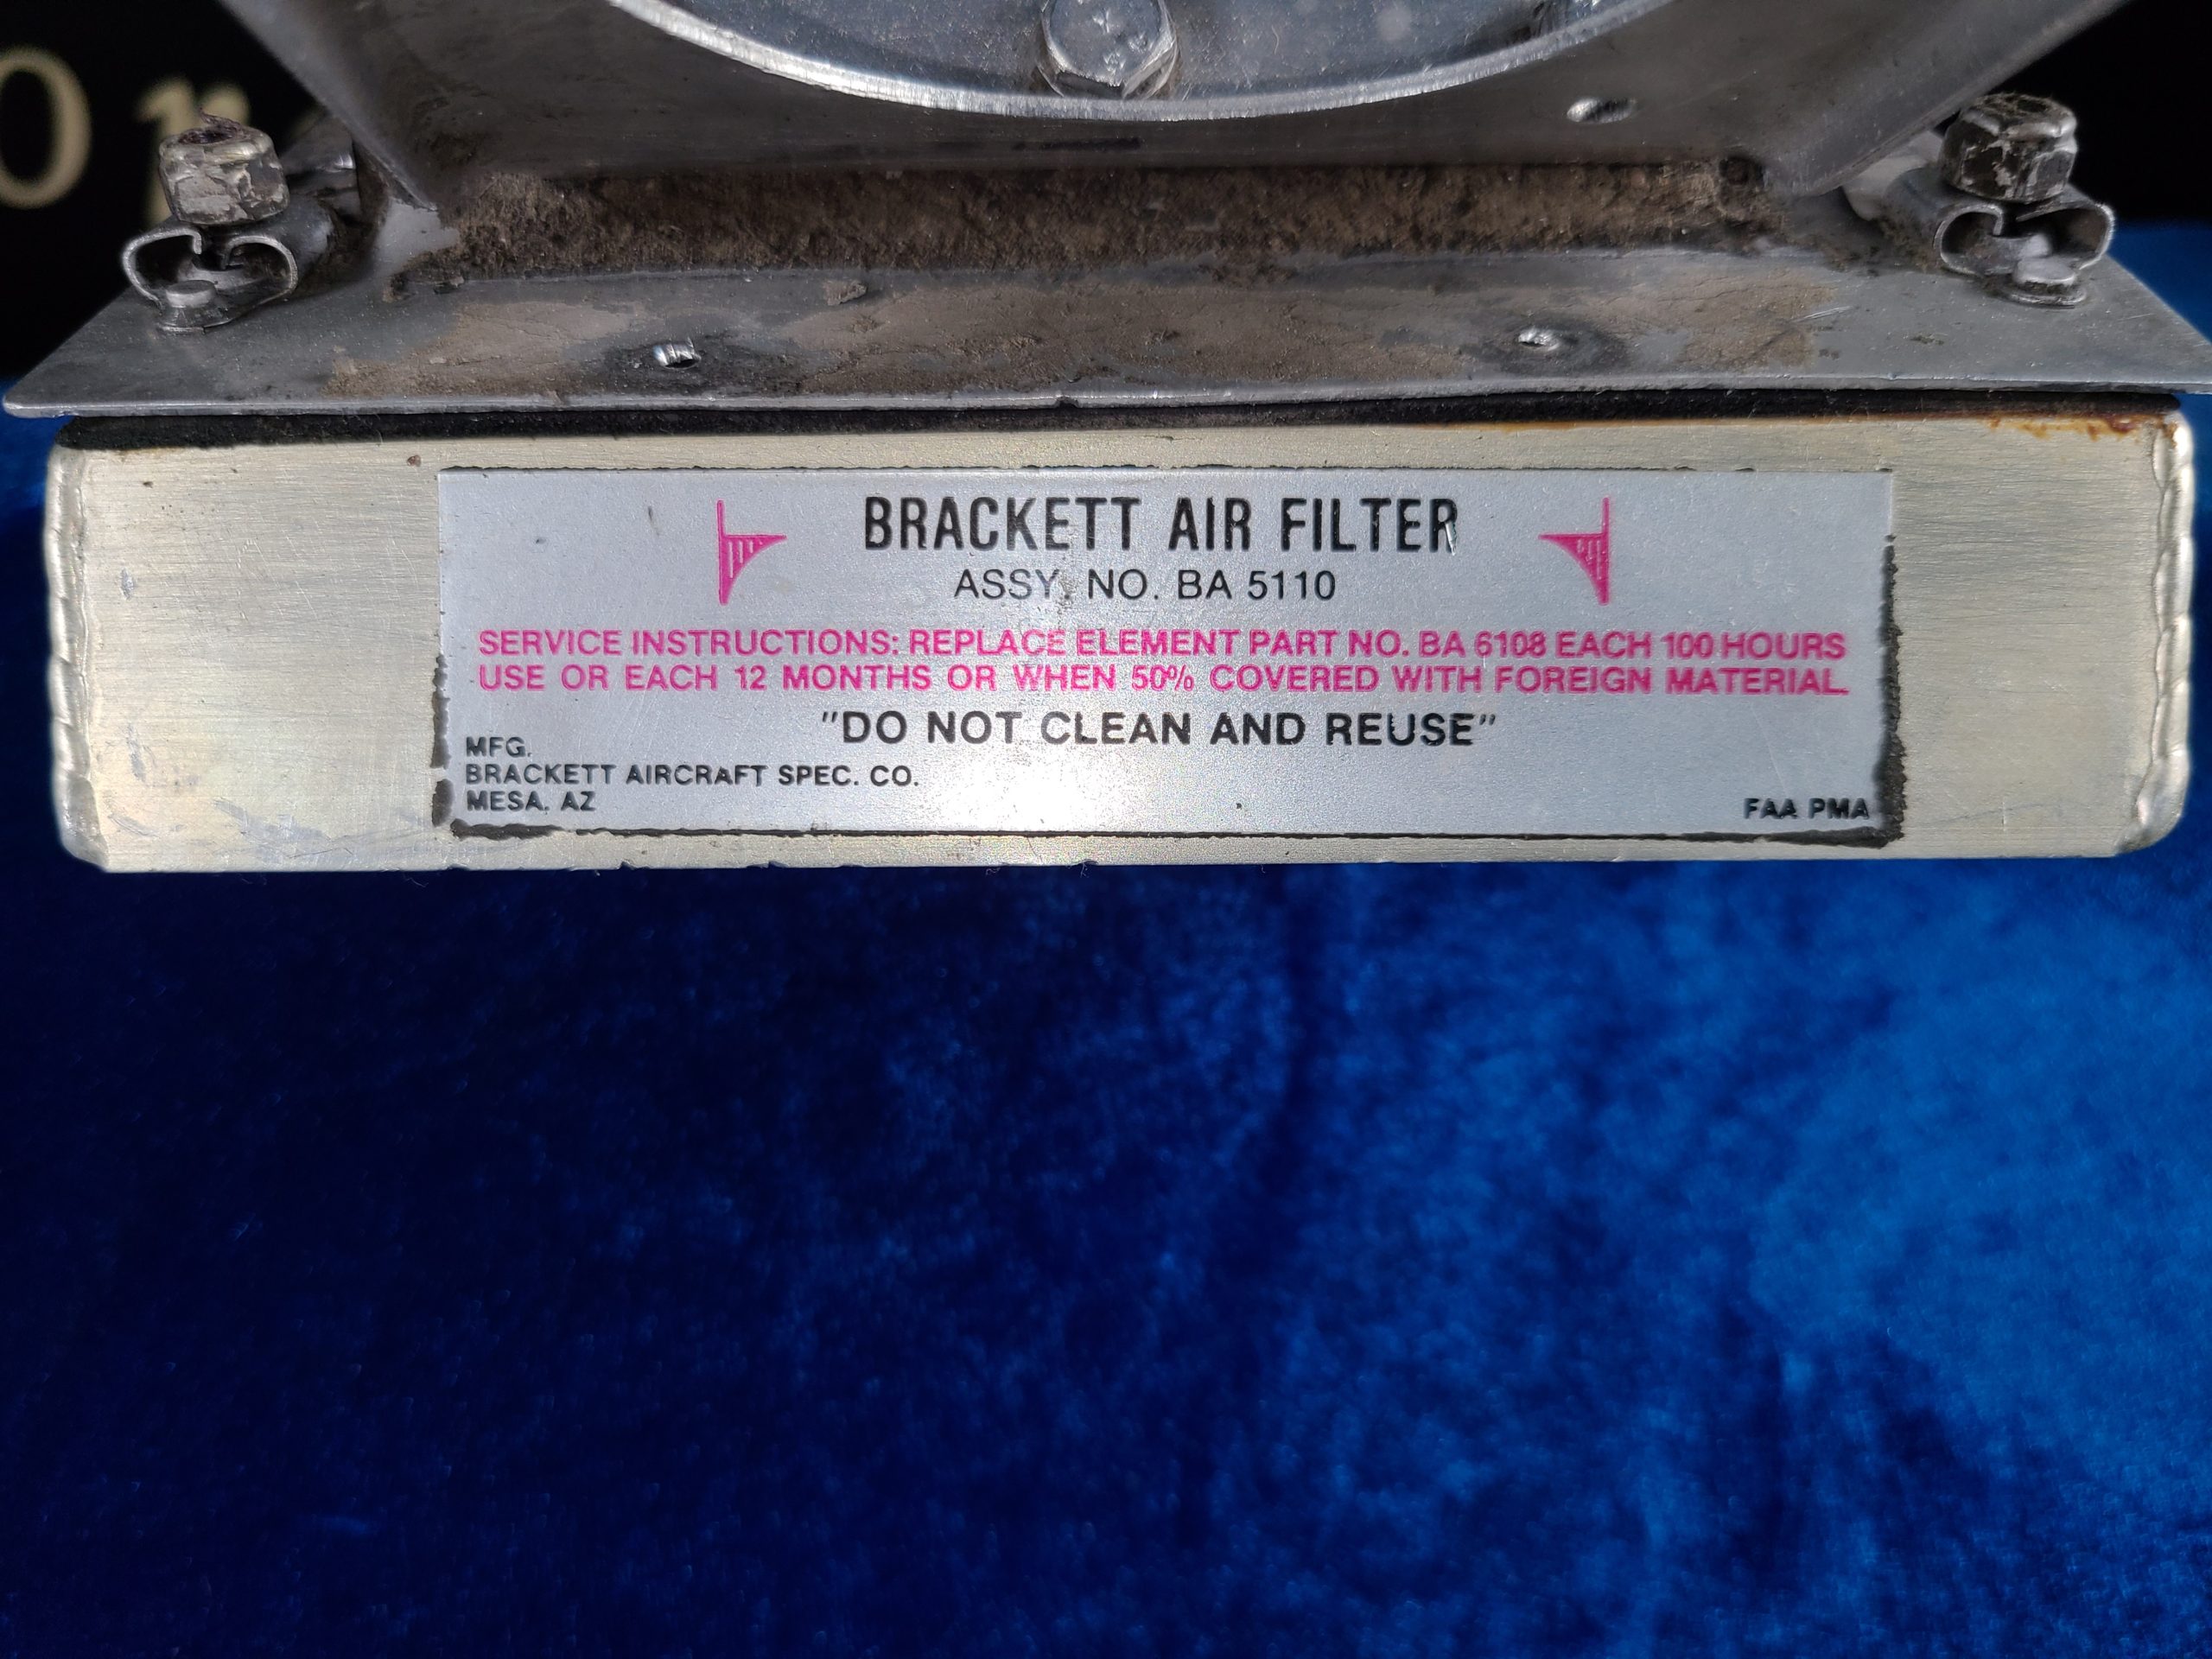 BRACKETT AIR FILTER
ASSY. NO. BA 5110
SERVICE INSTRUCTIONS: REPLACE ELEMENT PART NO. BA 6108 EACH 100 HOURS
USE OR EACH 12 MONTHS OR WHEN 50% COVERED WITH FOREIGN MATERIAL
"DO NOT CLEAN AND REUSE"
MFG.
BRACKETT AIRCRAFT SPEC. CO.
MESA. AZ
FAA PMA